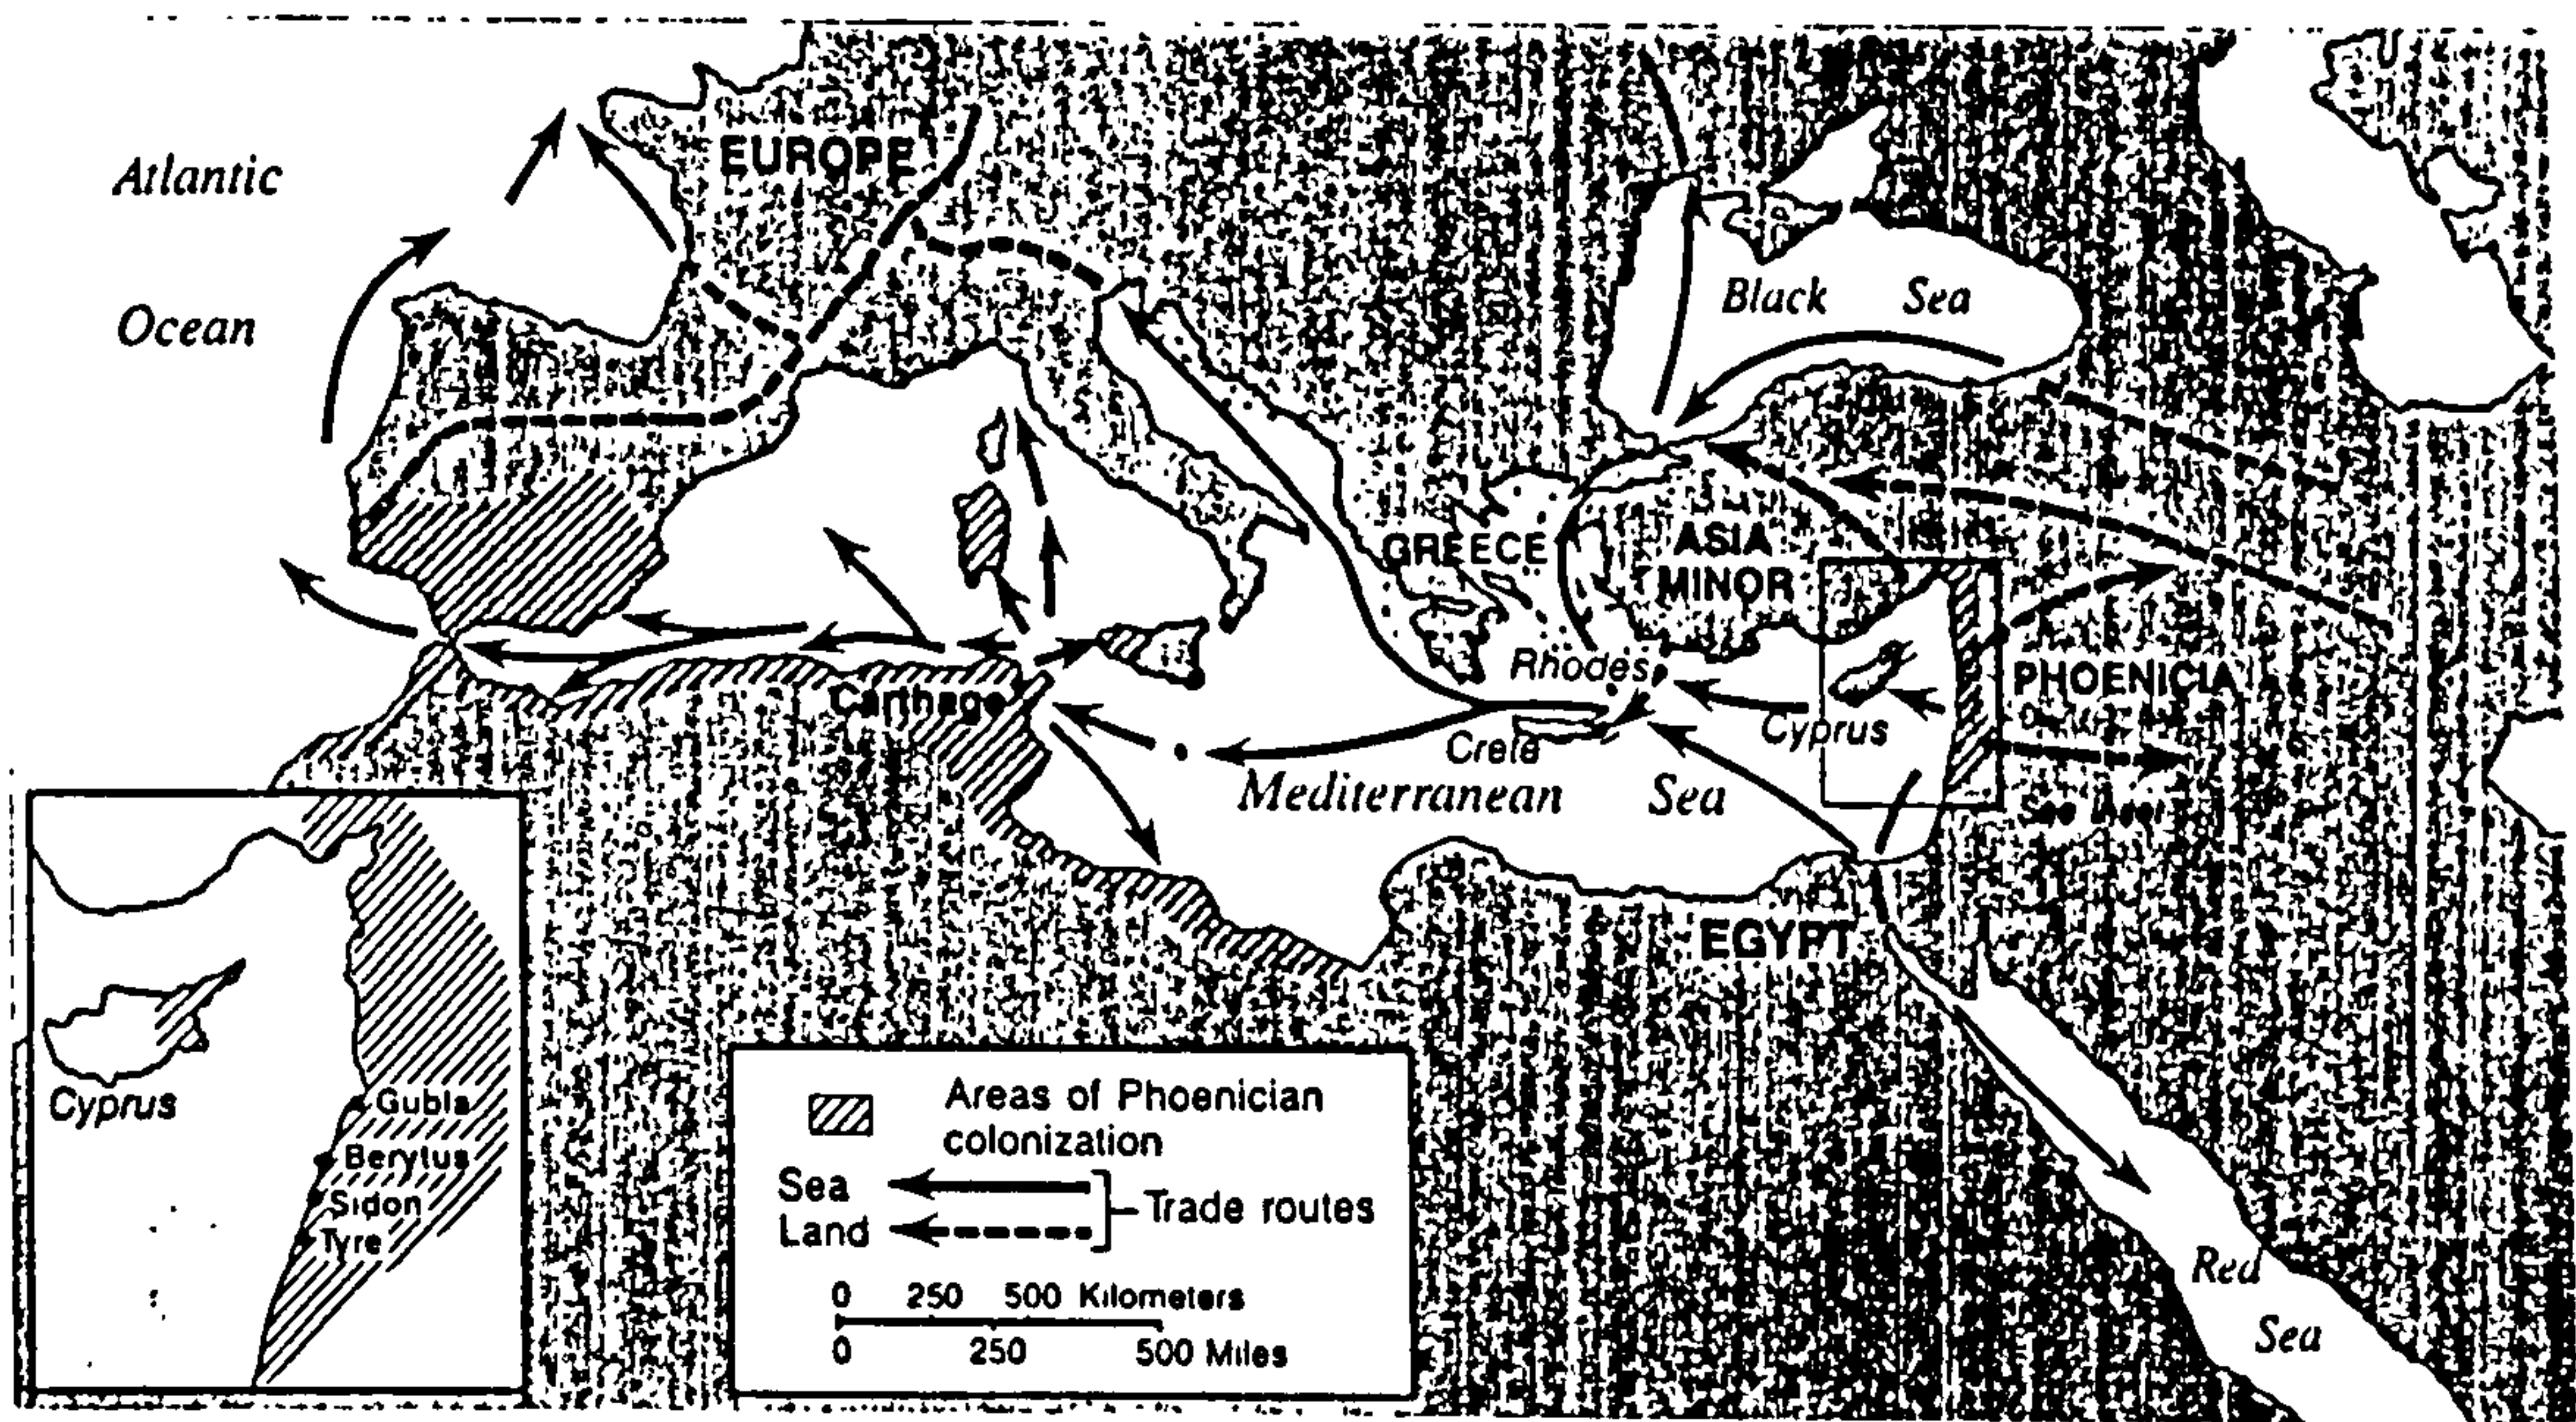 Atlantic
Ocean
EUROPE
Black Sea
GREECE
ASIA
MINOR
Rhodes
PHOENICIA
Carthage
Crete
Cyprus
Mediterranean Sea
See Inset
EGYPT
Red
Sea
Cyprus
Gubla
Berytus
Sidon
Tyre
Areas of Phoenician
colonization
Sea
Land
Trade routes
0 250 500 Kilometers
0 250 500 Miles